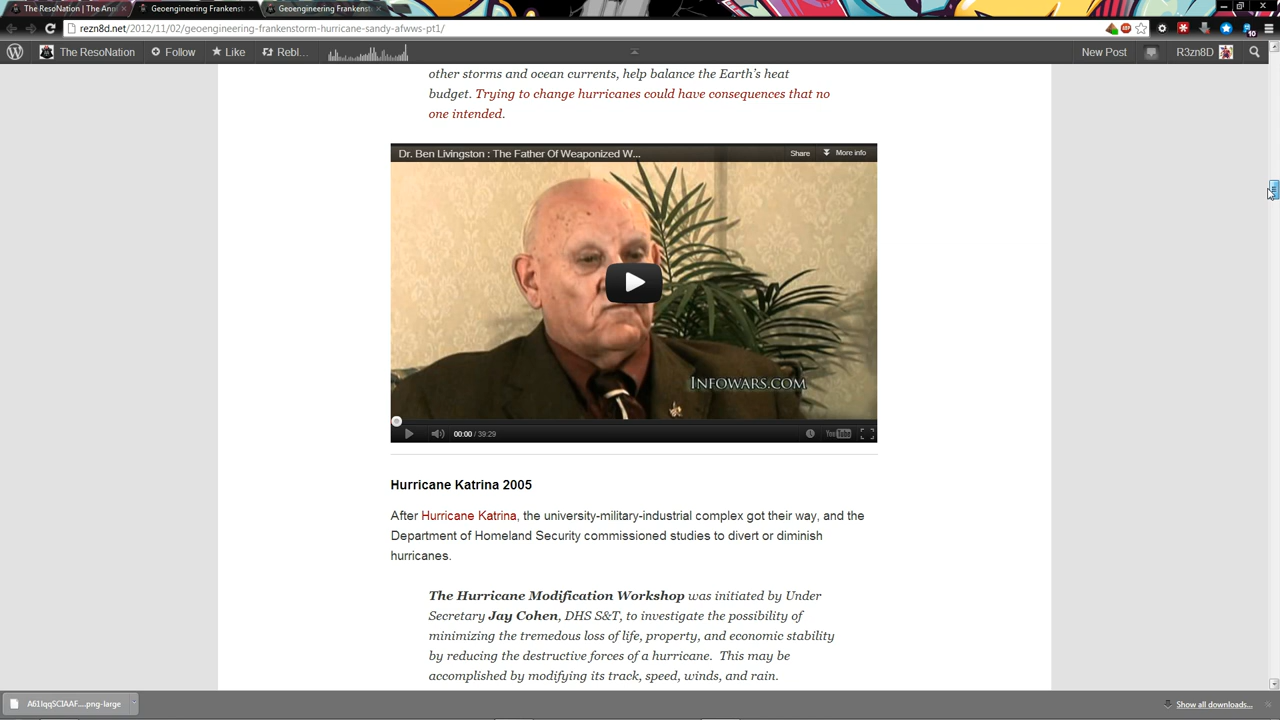 The ResoNation | The Ann
Geoengineering Frankenst
Geoengineering Frankenst
rezn8d.net/2012/11/02/geoengineering-frankenstorm-hurricane-sandy-afwws-pt1/
The ResoNation Follow Like Rebl... New Post R3zn8D
other storms and ocean currents, help balance the Earth's heat
budget. Trying to change hurricanes could have consequences that no
one intended.
Dr. Ben Livingston : The Father Of Weaponized W... Share More info
INFOWARS.COM
00:00 / 39:29 YouTube
Hurricane Katrina 2005
After Hurricane Katrina, the university-military-industrial complex got their way, and the
Department of Homeland Security commissioned studies to divert or diminish
hurricanes.
The Hurricane Modification Workshop was initiated by Under
Secretary Jay Cohen, DHS S&T, to investigate the possibility of
minimizing the tremedous loss of life, property, and economic stability
by reducing the destructive forces of a hurricane. This may be
accomplished by modifying its track, speed, winds, and rain.
Show all downloads...